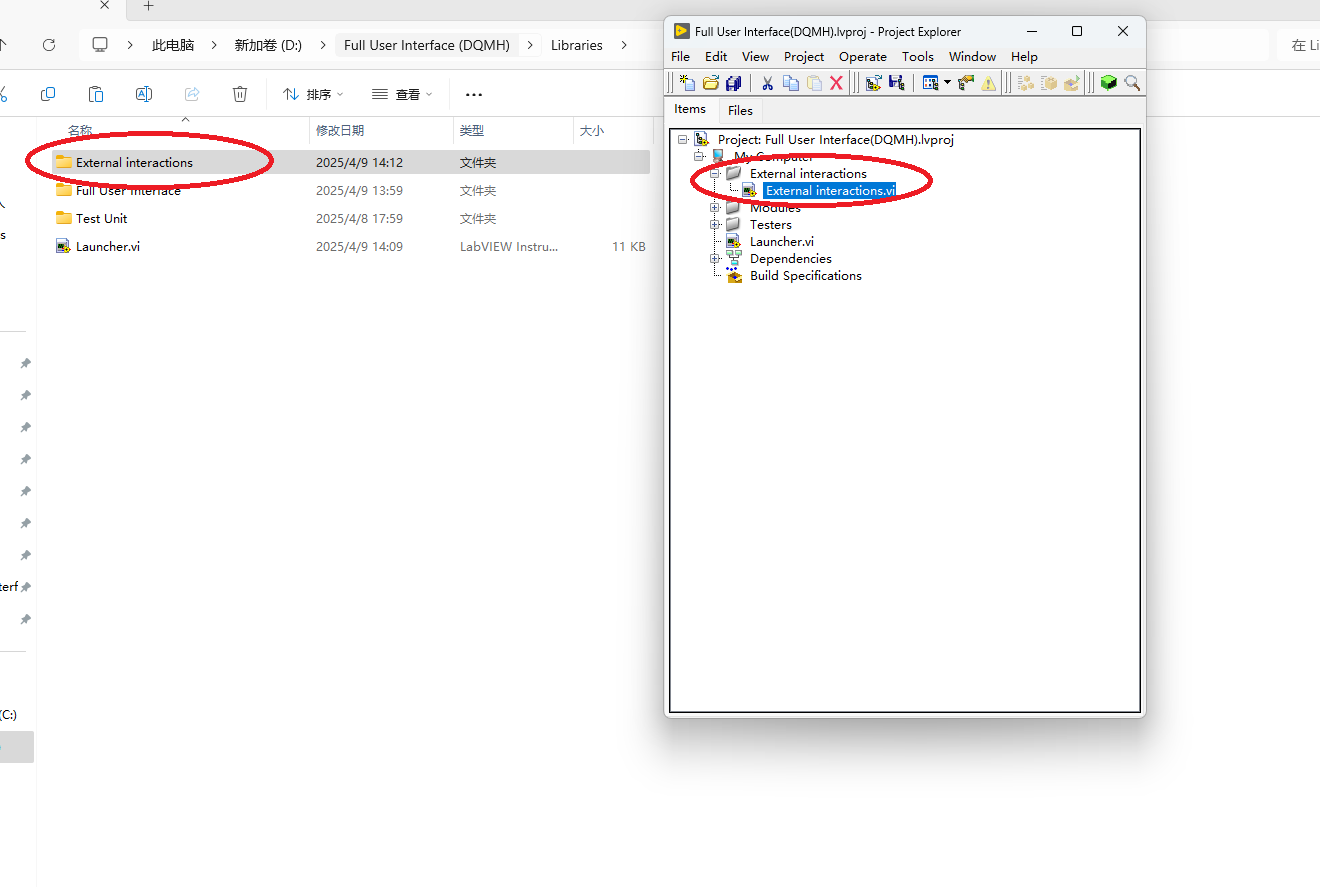 此电脑 新加卷 (D:) Full User Interface (DQMH) Libraries
在 Li
排序 查看
名称 修改日期 类型 大小
External interactions 2025/4/9 14:12 文件夹
Full User Interface 2025/4/9 13:59 文件夹
Test Unit 2025/4/8 17:59 文件夹
Launcher.vi 2025/4/9 14:09 LabVIEW Instru... 11 KB
s
terf
(C:)
Full User Interface(DQMH).lvproj - Project Explorer
File Edit View Project Operate Tools Window Help
Items Files
Project: Full User Interface(DQMH).lvproj
My Computer
External interactions
External interactions.vi
Modules
Testers
Launcher.vi
Dependencies
Build Specifications